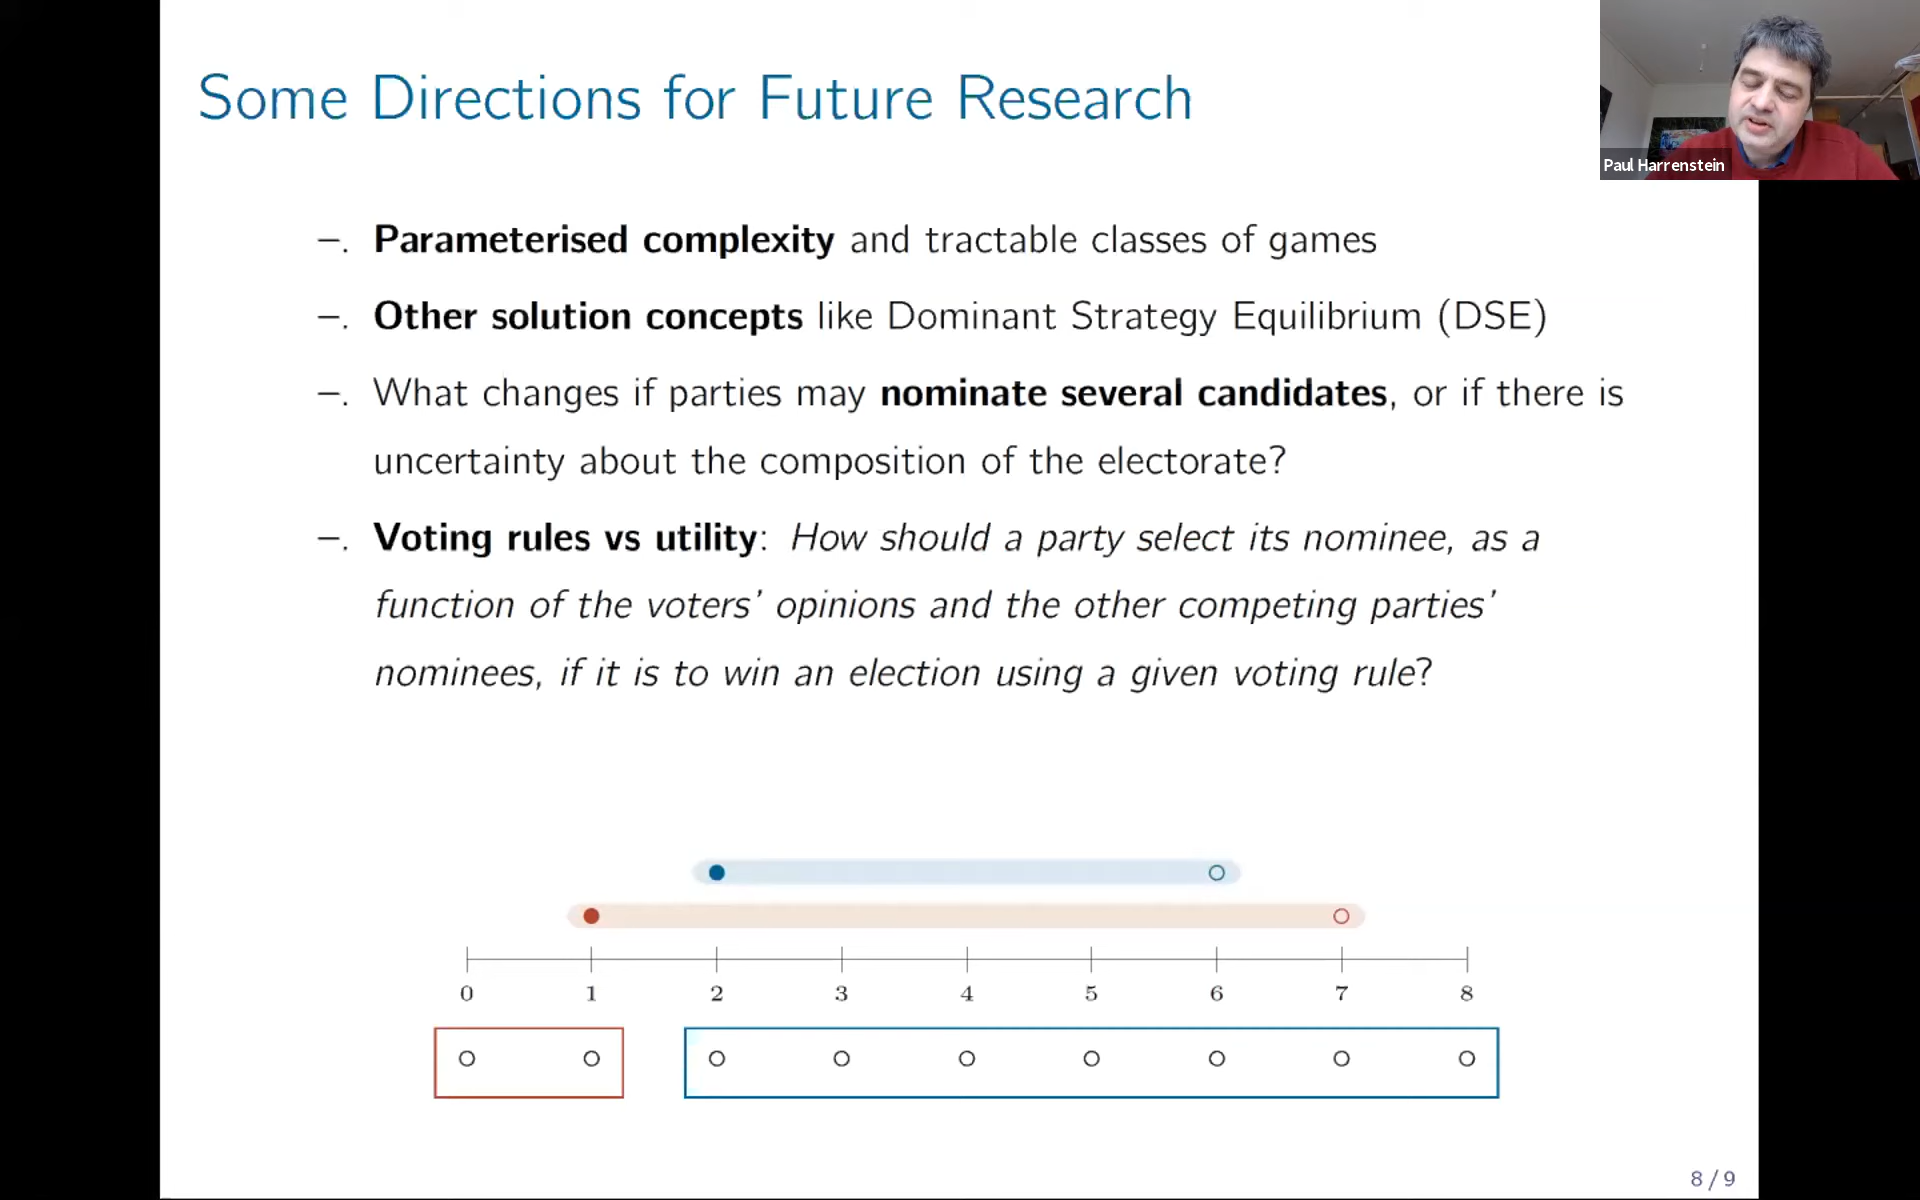 Some Directions for Future Research
Paul Harrenstein
–. Parameterised complexity and tractable classes of games
–. Other solution concepts like Dominant Strategy Equilibrium (DSE)
–. What changes if parties may nominate several candidates, or if there is
uncertainty about the composition of the electorate?
–. Voting rules vs utility: How should a party select its nominee, as a
function of the voters’ opinions and the other competing parties’
nominees, if it is to win an election using a given voting rule?
0 1 2 3 4 5 6 7 8
8 / 9